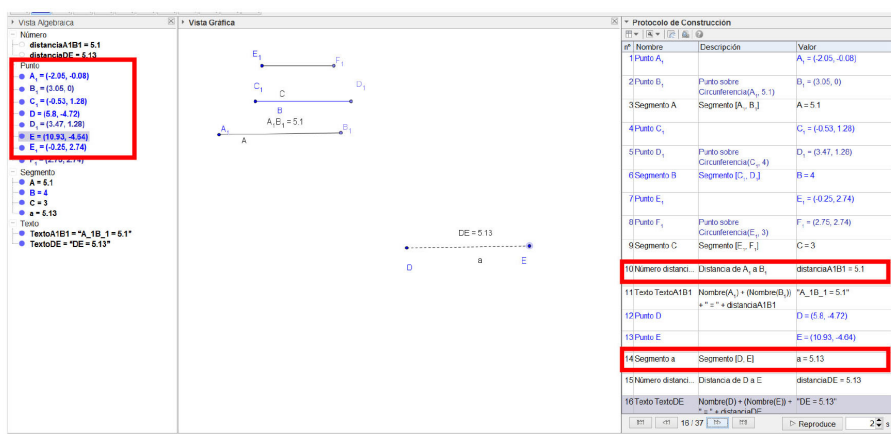 Vista Algebraica
Número
distanciaA1B1 = 5.1
distanciaDE = 5.13
Punto
A₁ = (-2.05, -0.08)
B₁ = (3.05, 0)
C₁ = (-0.53, 1.28)
D = (5.8, -4.72)
D₁ = (3.47, 1.28)
E = (10.93, -4.64)
E₁ = (-0.25, 2.74)
F₁ = (2.75, 2.74)
Segmento
A = 5.1
B = 4
C = 3
a = 5.13
Texto
TextoA1B1 = "A_1B_1 = 5.1"
TextoDE = "DE = 5.13"
Vista Gráfica
E₁
F₁
C₁
C
D₁
B
A₁B₁ = 5.1
A₁
B₁
A
DE = 5.13
D
a
E
Protocolo de Construcción
nº Nombre Descripción Valor
1 Punto A₁ A₁ = (-2.05, -0.08)
2 Punto B₁ Punto sobre B₁ = (3.05, 0)
Circunferencia(A₁, 5.1)
3 Segmento A Segmento [A₁, B₁] A = 5.1
4 Punto C₁ C₁ = (-0.53, 1.28)
5 Punto D₁ Punto sobre D₁ = (3.47, 1.28)
Circunferencia(C₁, 4)
6 Segmento B Segmento [C₁, D₁] B = 4
7 Punto E₁ E₁ = (-0.25, 2.74)
8 Punto F₁ Punto sobre F₁ = (2.75, 2.74)
Circunferencia(E₁, 3)
9 Segmento C Segmento [E₁, F₁] C = 3
10 Número distanci... Distancia de A₁ a B₁ distanciaA1B1 = 5.1
11 Texto TextoA1B1 Nombre(A₁) + (Nombre(B₁)) "A_1B_1 = 5.1"
+ " = " + distanciaA1B1
12 Punto D D = (5.8, -4.72)
13 Punto E E = (10.93, -4.64)
14 Segmento a Segmento [D, E] a = 5.13
15 Número distanci... Distancia de D a E distanciaDE = 5.13
16 Texto TextoDE Nombre(D) + (Nombre(E)) + "DE = 5.13"
" = " + distanciaDE
16 / 37 Reproduce 2 s